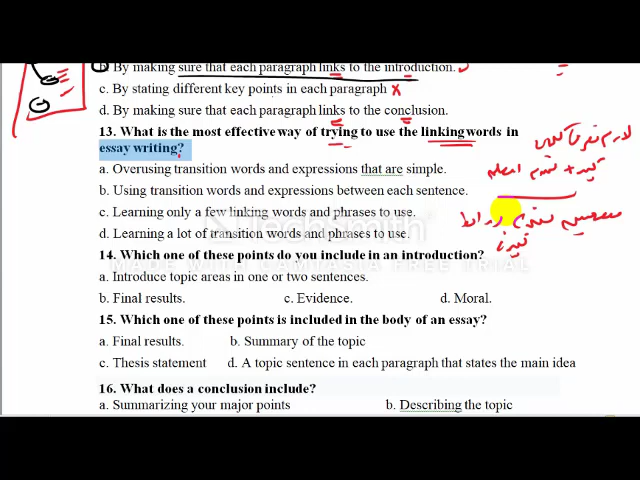 b. By making sure that each paragraph links to the introduction.
c. By stating different key points in each paragraph
d. By making sure that each paragraph links to the conclusion.
13. What is the most effective way of trying to use the linking words in
essay writing?
a. Overusing transition words and expressions that are simple.
b. Using transition words and expressions between each sentence.
c. Learning only a few linking words and phrases to use.
d. Learning a lot of transition words and phrases to use.
14. Which one of these points do you include in an introduction?
a. Introduce topic areas in one or two sentences.
b. Final results. c. Evidence. d. Moral.
15. Which one of these points is included in the body of an essay?
a. Final results. b. Summary of the topic
c. Thesis statement d. A topic sentence in each paragraph that states the main idea
16. What does a conclusion include?
a. Summarizing your major points b. Describing the topic
TechSmith
MADE WITH CAMTASIA FREE TRIAL